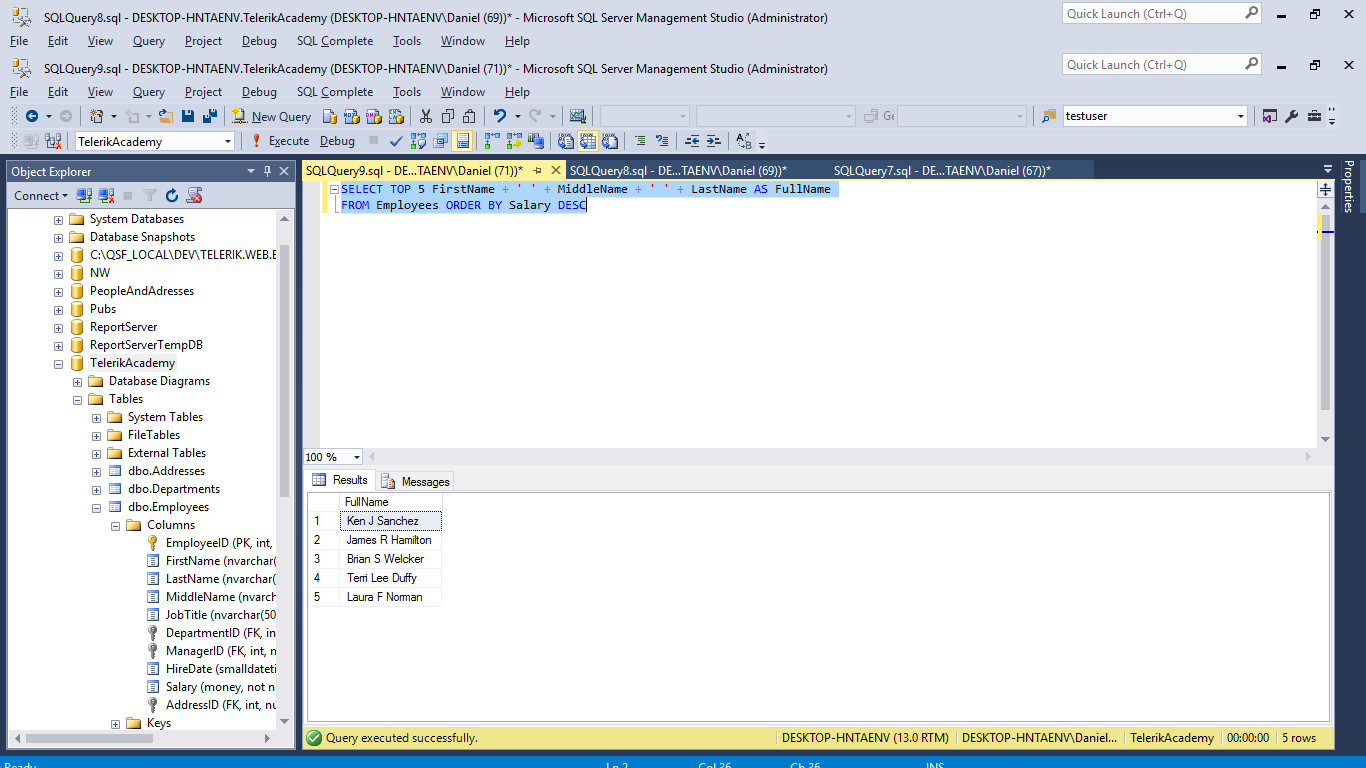 SQLQuery8.sql - DESKTOP-HNTAENV.TelerikAcademy (DESKTOP-HNTAENV\Daniel (69))* - Microsoft SQL Server Management Studio (Administrator)
Quick Launch (Ctrl+Q)
File Edit View Query Project Debug SQL Complete Tools Window Help
SQLQuery9.sql - DESKTOP-HNTAENV.TelerikAcademy (DESKTOP-HNTAENV\Daniel (71))* - Microsoft SQL Server Management Studio (Administrator)
Quick Launch (Ctrl+Q)
File Edit View Query Project Debug SQL Complete Tools Window Help
New Query Ge testuser
TelerikAcademy Execute Debug
Object Explorer
SQLQuery9.sql - DE...TAENV\Daniel (71))* SQLQuery8.sql - DE...TAENV\Daniel (69))* SQLQuery7.sql - DE...TAENV\Daniel (67))*
Properties
Connect
SELECT TOP 5 FirstName + ' ' + MiddleName + ' ' + LastName AS FullName
FROM Employees ORDER BY Salary DESC
System Databases
Database Snapshots
C:\QSF_LOCAL\DEV\TELERIK.WEB.E
NW
PeopleAndAdresses
Pubs
ReportServer
ReportServerTempDB
TelerikAcademy
Database Diagrams
Tables
System Tables
FileTables
External Tables
dbo.Addresses
dbo.Departments
dbo.Employees
Columns
EmployeeID (PK, int,
FirstName (nvarchar(
LastName (nvarchar(
MiddleName (nvarch
JobTitle (nvarchar(50
DepartmentID (FK, in
ManagerID (FK, int, n
HireDate (smalldateti
Salary (money, not n
AddressID (FK, int, nu
Keys
100 %
Results Messages
FullName
1 Ken J Sanchez
2 James R Hamilton
3 Brian S Welcker
4 Terri Lee Duffy
5 Laura F Norman
Query executed successfully.
DESKTOP-HNTAENV (13.0 RTM) DESKTOP-HNTAENV\Daniel... TelerikAcademy 00:00:00 5 rows
Ready Ln 2 Col 36 Ch 36 INS